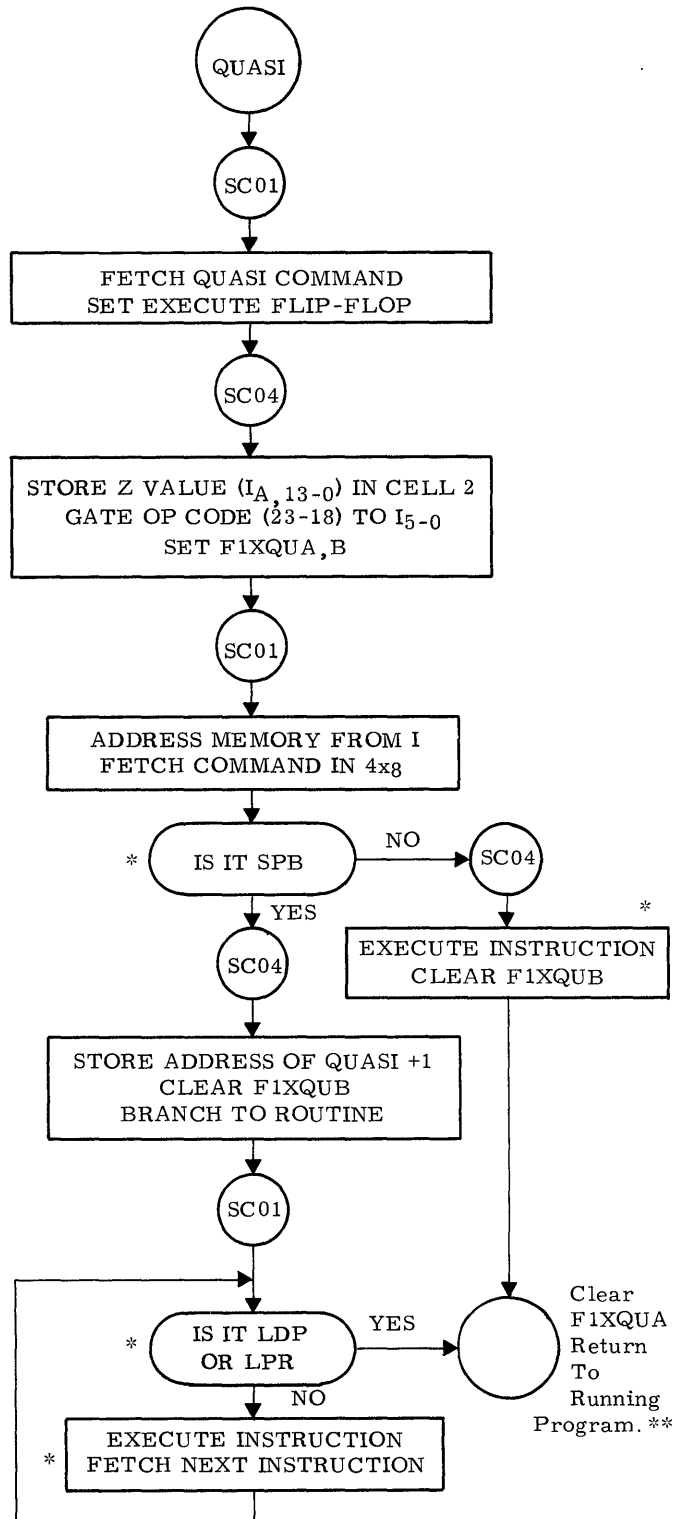 QUASI
SC01
FETCH QUASI COMMAND
SET EXECUTE FLIP-FLOP
SC04
STORE Z VALUE (IA, 13-0) IN CELL 2
GATE OP CODE (23-18) TO I5-0
SET F1XQUA,B
SC01
ADDRESS MEMORY FROM I
FETCH COMMAND IN 4x8
* IS IT SPB
NO
SC04
YES
*
EXECUTE INSTRUCTION
CLEAR F1XQUB
SC04
STORE ADDRESS OF QUASI +1
CLEAR F1XQUB
BRANCH TO ROUTINE
SC01
* IS IT LDP
OR LPR
YES
NO
Clear
F1XQUA
Return
To
Running
Program. **
* EXECUTE INSTRUCTION
FETCH NEXT INSTRUCTION